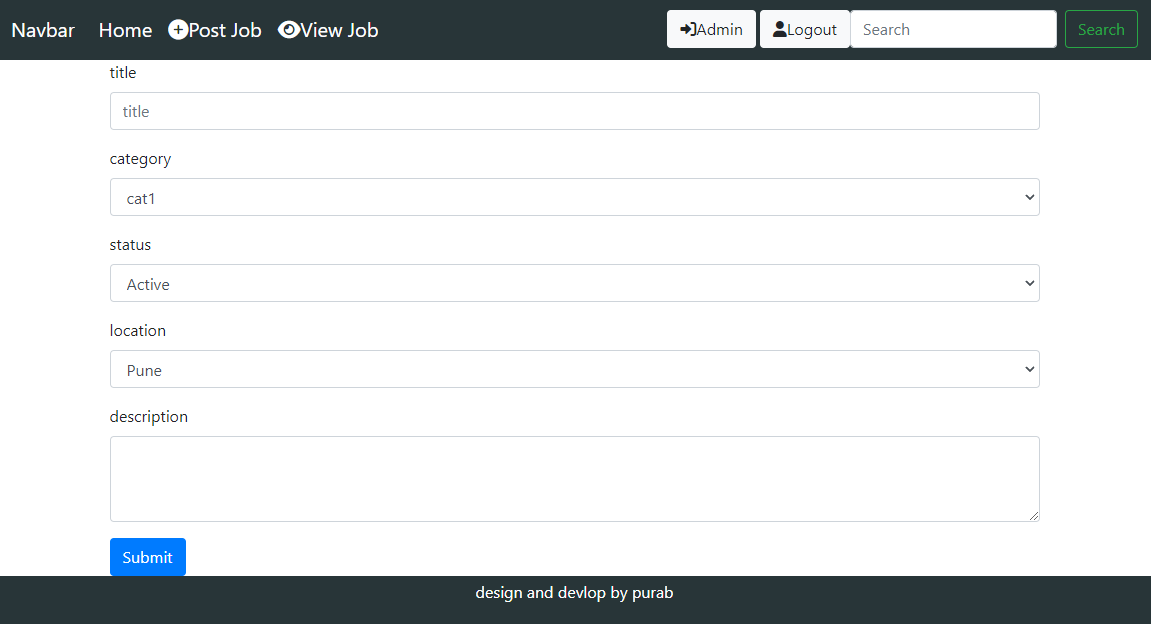 Navbar Home Post Job View Job Admin Logout Search Search
title
title
category
cat1
status
Active
location
Pune
description
Submit
design and devlop by purab